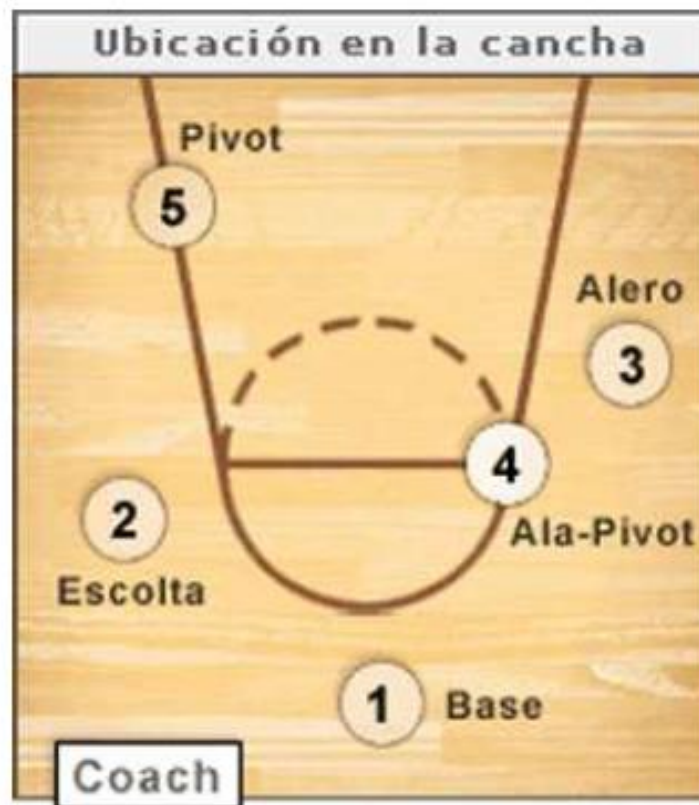 Ubicación en la cancha
Pivot
5
Alero
3
4
2
Ala-Pivot
Escolta
1 Base
Coach